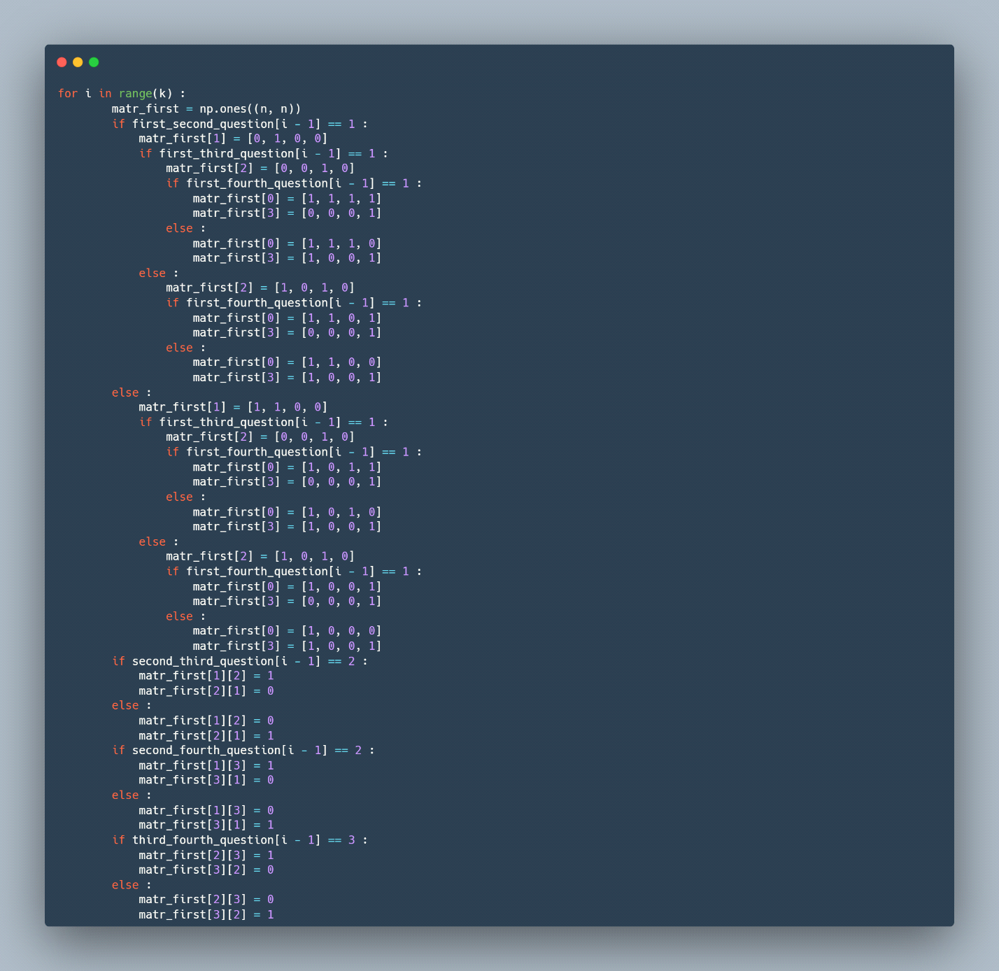 for i in range(k) :
        matr_first = np.ones((n, n))
        if first_second_question[i - 1] == 1 :
            matr_first[1] = [0, 1, 0, 0]
            if first_third_question[i - 1] == 1 :
                matr_first[2] = [0, 0, 1, 0]
                if first_fourth_question[i - 1] == 1 :
                    matr_first[0] = [1, 1, 1, 1]
                    matr_first[3] = [0, 0, 0, 1]
                else :
                    matr_first[0] = [1, 1, 1, 0]
                    matr_first[3] = [1, 0, 0, 1]
            else :
                matr_first[2] = [1, 0, 1, 0]
                if first_fourth_question[i - 1] == 1 :
                    matr_first[0] = [1, 1, 0, 1]
                    matr_first[3] = [0, 0, 0, 1]
                else :
                    matr_first[0] = [1, 1, 0, 0]
                    matr_first[3] = [1, 0, 0, 1]
        else :
            matr_first[1] = [1, 1, 0, 0]
            if first_third_question[i - 1] == 1 :
                matr_first[2] = [0, 0, 1, 0]
                if first_fourth_question[i - 1] == 1 :
                    matr_first[0] = [1, 0, 1, 1]
                    matr_first[3] = [0, 0, 0, 1]
                else :
                    matr_first[0] = [1, 0, 1, 0]
                    matr_first[3] = [1, 0, 0, 1]
            else :
                matr_first[2] = [1, 0, 1, 0]
                if first_fourth_question[i - 1] == 1 :
                    matr_first[0] = [1, 0, 0, 1]
                    matr_first[3] = [0, 0, 0, 1]
                else :
                    matr_first[0] = [1, 0, 0, 0]
                    matr_first[3] = [1, 0, 0, 1]
        if second_third_question[i - 1] == 2 :
            matr_first[1][2] = 1
            matr_first[2][1] = 0
        else :
            matr_first[1][2] = 0
            matr_first[2][1] = 1
        if second_fourth_question[i - 1] == 2 :
            matr_first[1][3] = 1
            matr_first[3][1] = 0
        else :
            matr_first[1][3] = 0
            matr_first[3][1] = 1
        if third_fourth_question[i - 1] == 3 :
            matr_first[2][3] = 1
            matr_first[3][2] = 0
        else :
            matr_first[2][3] = 0
            matr_first[3][2] = 1